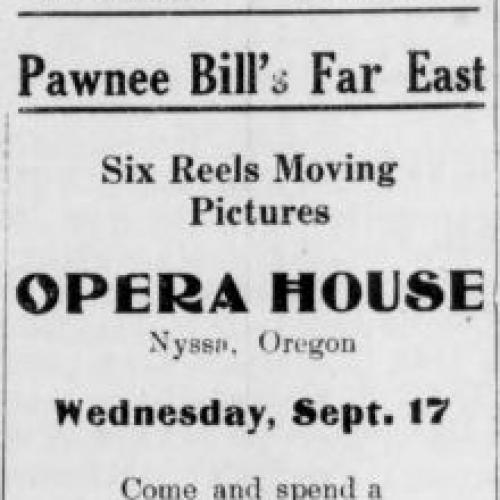 Pawnee Bill's Far East
Six Reels Moving
Pictures
OPERA HOUSE
Nyssa, Oregon
Wednesday, Sept. 17
Come and spend a